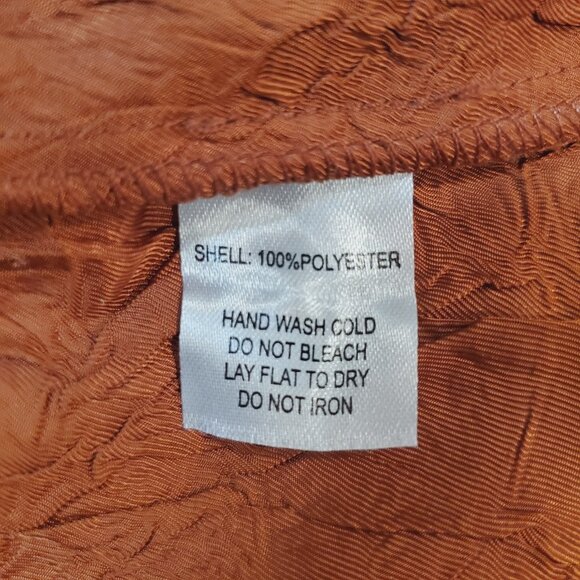 SHELL: 100%POLYESTER
HAND WASH COLD
DO NOT BLEACH
LAY FLAT TO DRY
DO NOT IRON